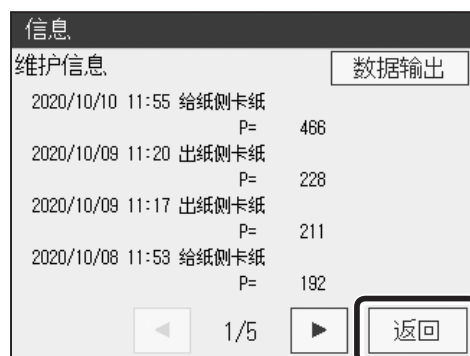 信息
维护信息 数据输出
2020/10/10 11:55 给纸侧卡纸
P= 466
2020/10/09 11:20 出纸侧卡纸
P= 228
2020/10/09 11:17 出纸侧卡纸
P= 211
2020/10/08 11:53 给纸侧卡纸
P= 192
◀ 1/5 ▶ 返回